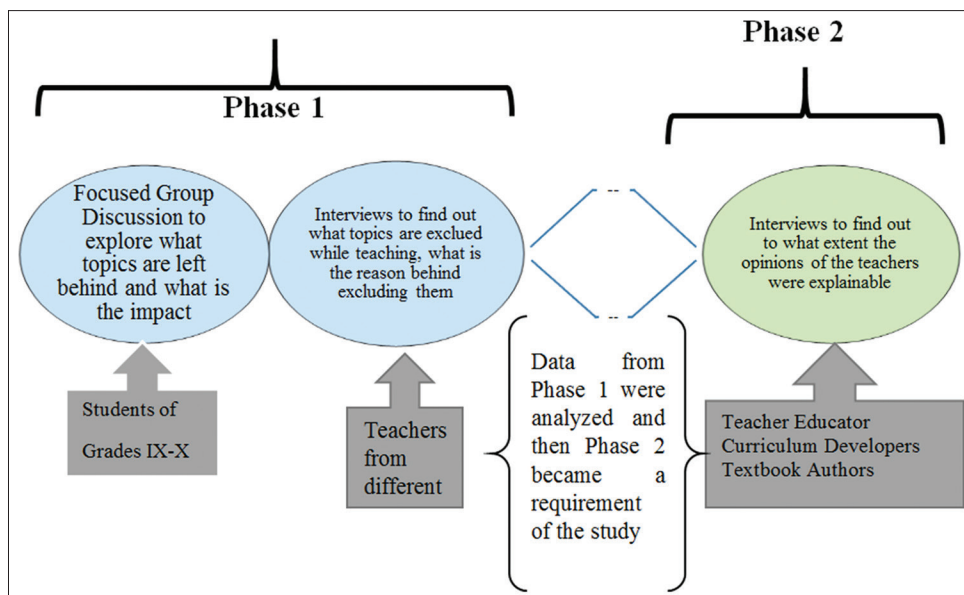 Phase 1
Phase 2
Focused Group
Discussion to
explore what
topics are left
behind and what is
the impact
Interviews to find out
what topics are exclued
while teaching, what is
the reason behind
excluding them
--
--
Interviews to find out
to what extent the
opinions of the teachers
were explainable
Students of
Grades IX-X
Teachers
from
different
Data from
Phase 1 were
analyzed and
then Phase 2
became a
requirement
of the study
Teacher Educator
Curriculum Developers
Textbook Authors